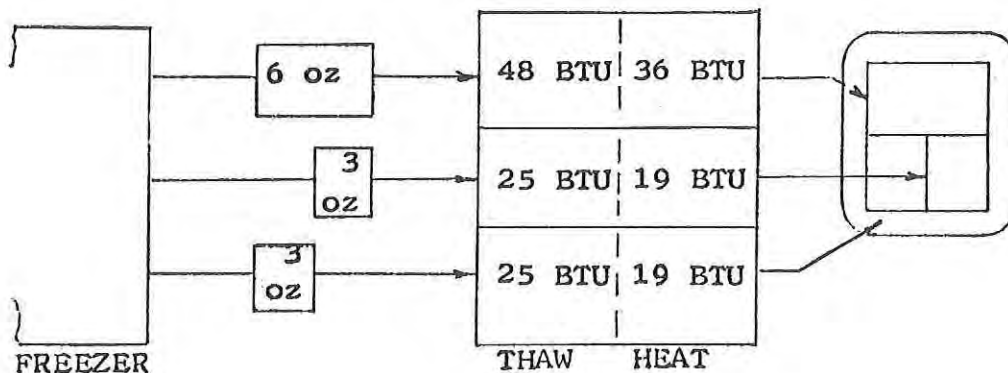 6 oz
48 BTU 36 BTU
3
oz
25 BTU 19 BTU
3
oz
25 BTU 19 BTU
FREEZER THAW HEAT